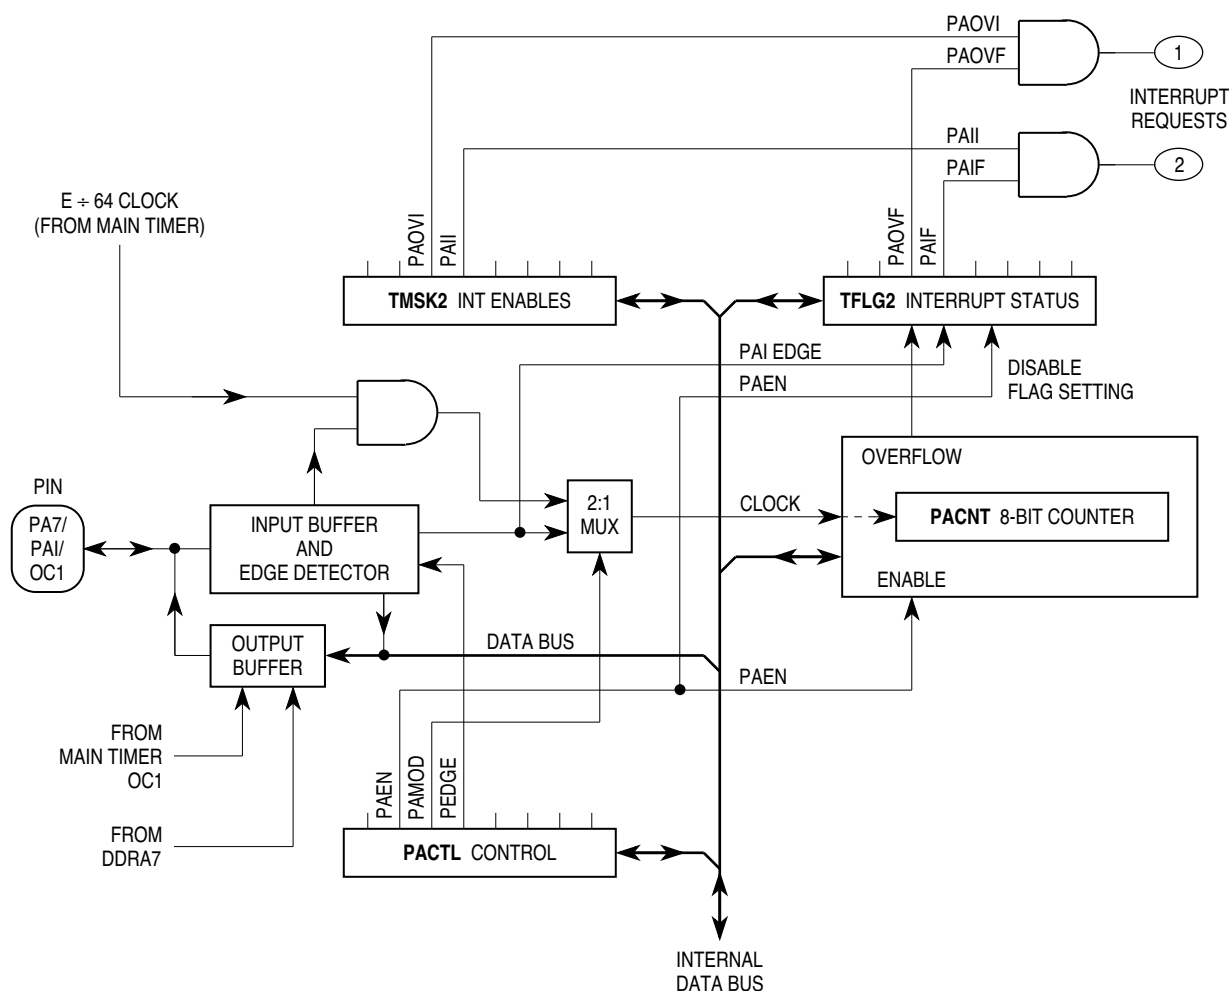 PAOVI
PAOVF
1
INTERRUPT
REQUESTS
PAII
PAIF
2
E ÷ 64 CLOCK
(FROM MAIN TIMER)
PAOVI
PAII
PAOVF
PAIF
TMSK2 INT ENABLES
TFLG2 INTERRUPT STATUS
PAI EDGE
PAEN
DISABLE
FLAG SETTING
OVERFLOW
PIN
PA7/
PAI/
OC1
INPUT BUFFER
AND
EDGE DETECTOR
2:1
MUX
CLOCK
PACNT 8-BIT COUNTER
ENABLE
OUTPUT
BUFFER
DATA BUS
PAEN
FROM
MAIN TIMER
OC1
PAEN
PAMOD
PEDGE
FROM
DDRA7
PACTL CONTROL
INTERNAL
DATA BUS